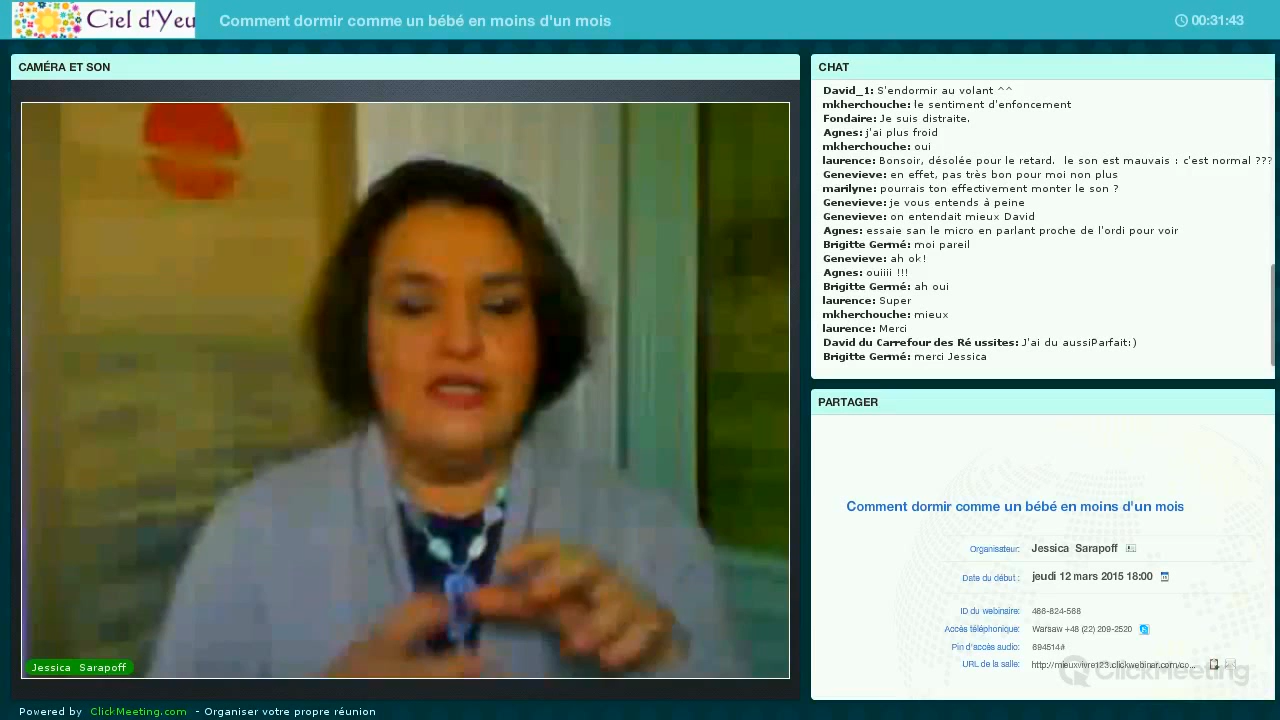 Ciel d'Yeu
Comment dormir comme un bébé en moins d'un mois
00:31:43
CAMÉRA ET SON
Jessica Sarapoff
CHAT
David_1: S'endormir au volant ^^
mkherchouche: le sentiment d'enfoncement
Fondaire: Je suis distraite.
Agnes: j'ai plus froid
mkherchouche: oui
laurence: Bonsoir, désolée pour le retard. le son est mauvais : c'est normal ???
Genevieve: en effet, pas très bon pour moi non plus
marilyne: pourrais ton effectivement monter le son ?
Genevieve: je vous entends à peine
Genevieve: on entendait mieux David
Agnes: essaie san le micro en parlant proche de l'ordi pour voir
Brigitte Germé: moi pareil
Genevieve: ah ok!
Agnes: ouiiii !!!
Brigitte Germé: ah oui
laurence: Super
mkherchouche: mieux
laurence: Merci
David du Carrefour des Ré ussites: J'ai du aussiParfait:)
Brigitte Germé: merci Jessica
PARTAGER
Comment dormir comme un bébé en moins d'un mois
Organisateur: Jessica Sarapoff
Date du début : jeudi 12 mars 2015 18:00
ID du webinaire: 466-824-568
Accès téléphonique: Warsaw +48 (22) 209-2520
Pin d'accès audio: 694514#
URL de la salle: http://mieuxvivre123.clickwebinar.com/co...
ClickMeeting
Powered by ClickMeeting.com - Organiser votre propre réunion